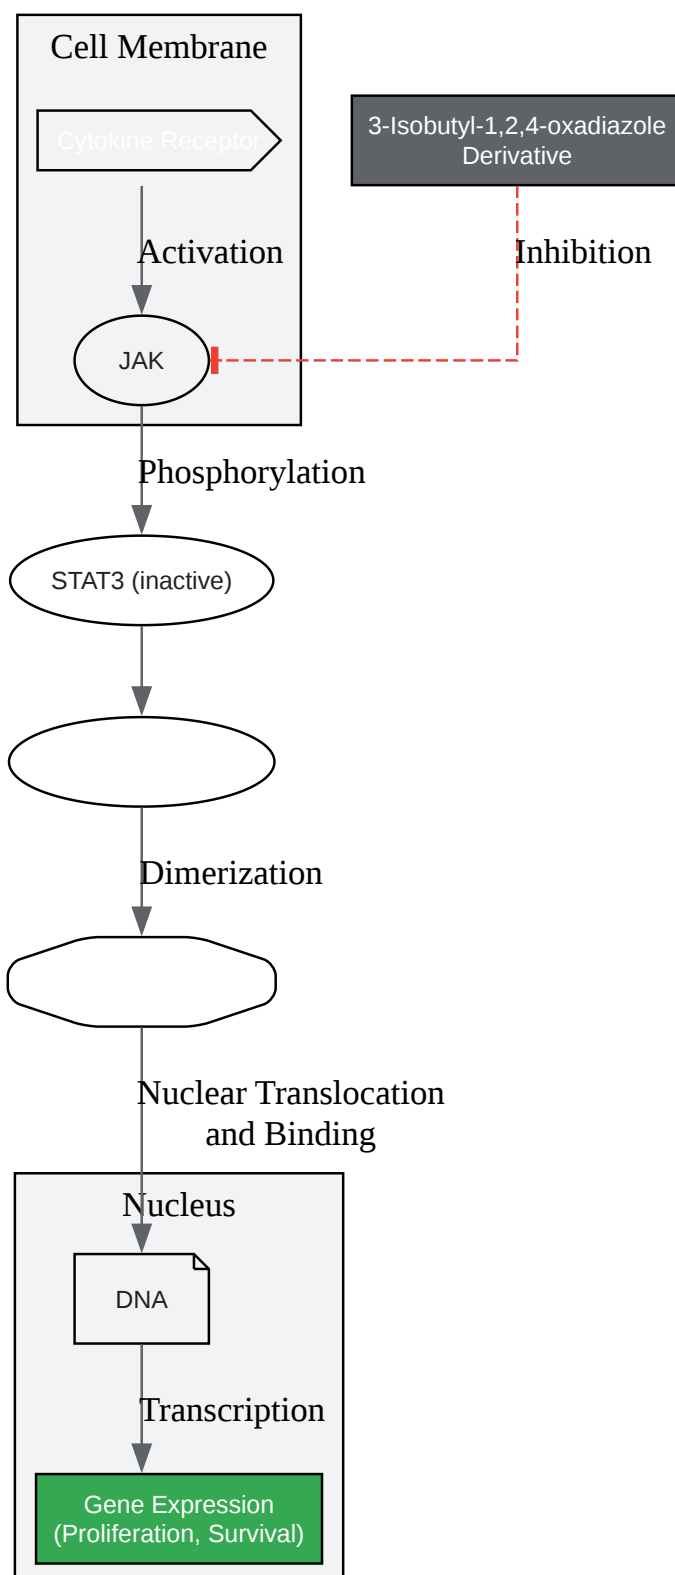 Cell Membrane
Cytokine Receptor
3-Isobutyl-1,2,4-oxadiazole
Derivative
Activation
Inhibition
JAK
Phosphorylation
STAT3 (inactive)
Dimerization
Nuclear Translocation
and Binding
Nucleus
DNA
Transcription
Gene Expression
(Proliferation, Survival)